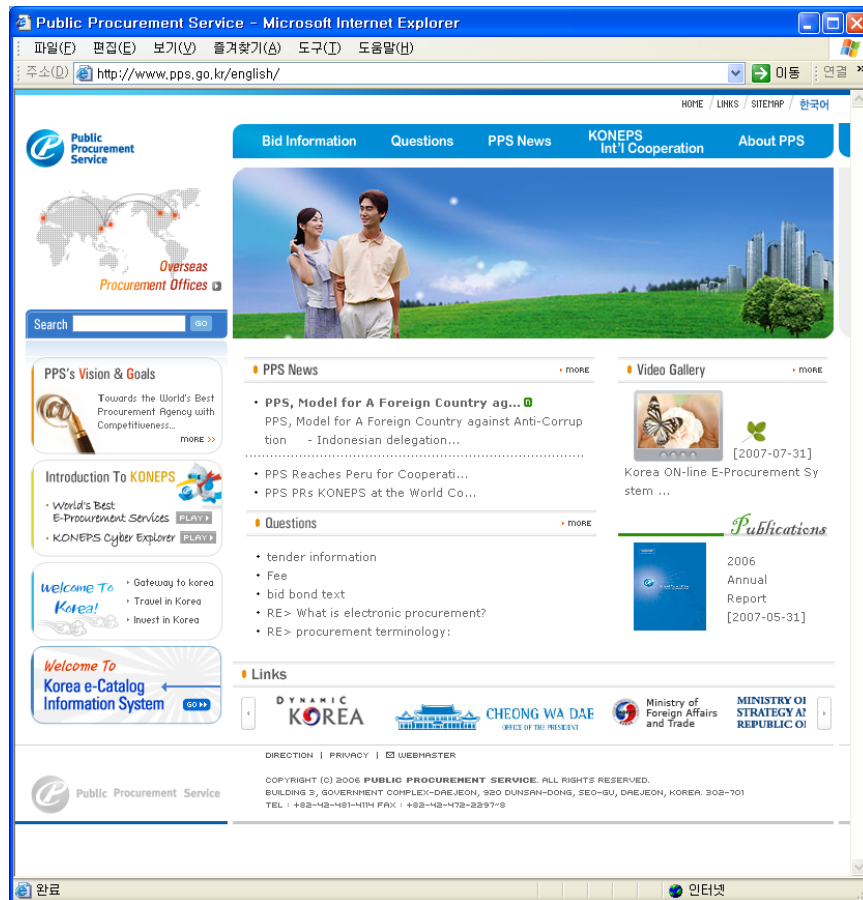 Public Procurement Service - Microsoft Internet Explorer
파일(F) 편집(E) 보기(V) 즐겨찾기(A) 도구(T) 도움말(H)
주소(D) http://www.pps.go.kr/english/ 이동 연결 »
HOME / LINKS / SITEMAP / 한국어
Public
Procurement
Service
Bid Information Questions PPS News KONEPS Int'l Cooperation About PPS
Overseas
Procurement Offices
Search GO
PPS's Vision & Goals
Towards the World's Best
Procurement Agency with
Competitiveness...
MORE >>
Introduction To KONEPS
World's Best
E-Procurement Services PLAY
KONEPS Cyber Explorer PLAY
Welcome To
Korea!
Gateway to korea
Travel in Korea
Invest in Korea
Welcome To
Korea e-Catalog
Information System GO
PPS News MORE
PPS, Model for A Foreign Country ag...
PPS, Model for A Foreign Country against Anti-Corrup
tion - Indonesian delegation...
PPS Reaches Peru for Cooperati...
PPS PRs KONEPS at the World Co...
Questions MORE
tender information
Fee
bid bond text
RE> What is electronic procurement?
RE> procurement terminology:
Video Gallery MORE
[2007-07-31]
Korea ON-line E-Procurement Sy
stem ...
Publications
2006
Annual
Report
[2007-05-31]
Links
DYNAMIC
KOREA
CHEONG WA DAE
OFFICE OF THE PRESIDENT
Ministry of
Foreign Affairs
and Trade
MINISTRY OF
STRATEGY AN
REPUBLIC OF
DIRECTION | PRIVACY | WEBMASTER
Public Procurement Service
COPYRIGHT (C) 2006 PUBLIC PROCUREMENT SERVICE. ALL RIGHTS RESERVED.
BUILDING 3, GOVERNMENT COMPLEX-DAEJEON, 920 DUNSAN-DONG, SEO-GU, DAEJEON, KOREA. 302-701
TEL : +82-42-481-4114 FAX : +82-42-472-2297~8
완료 인터넷